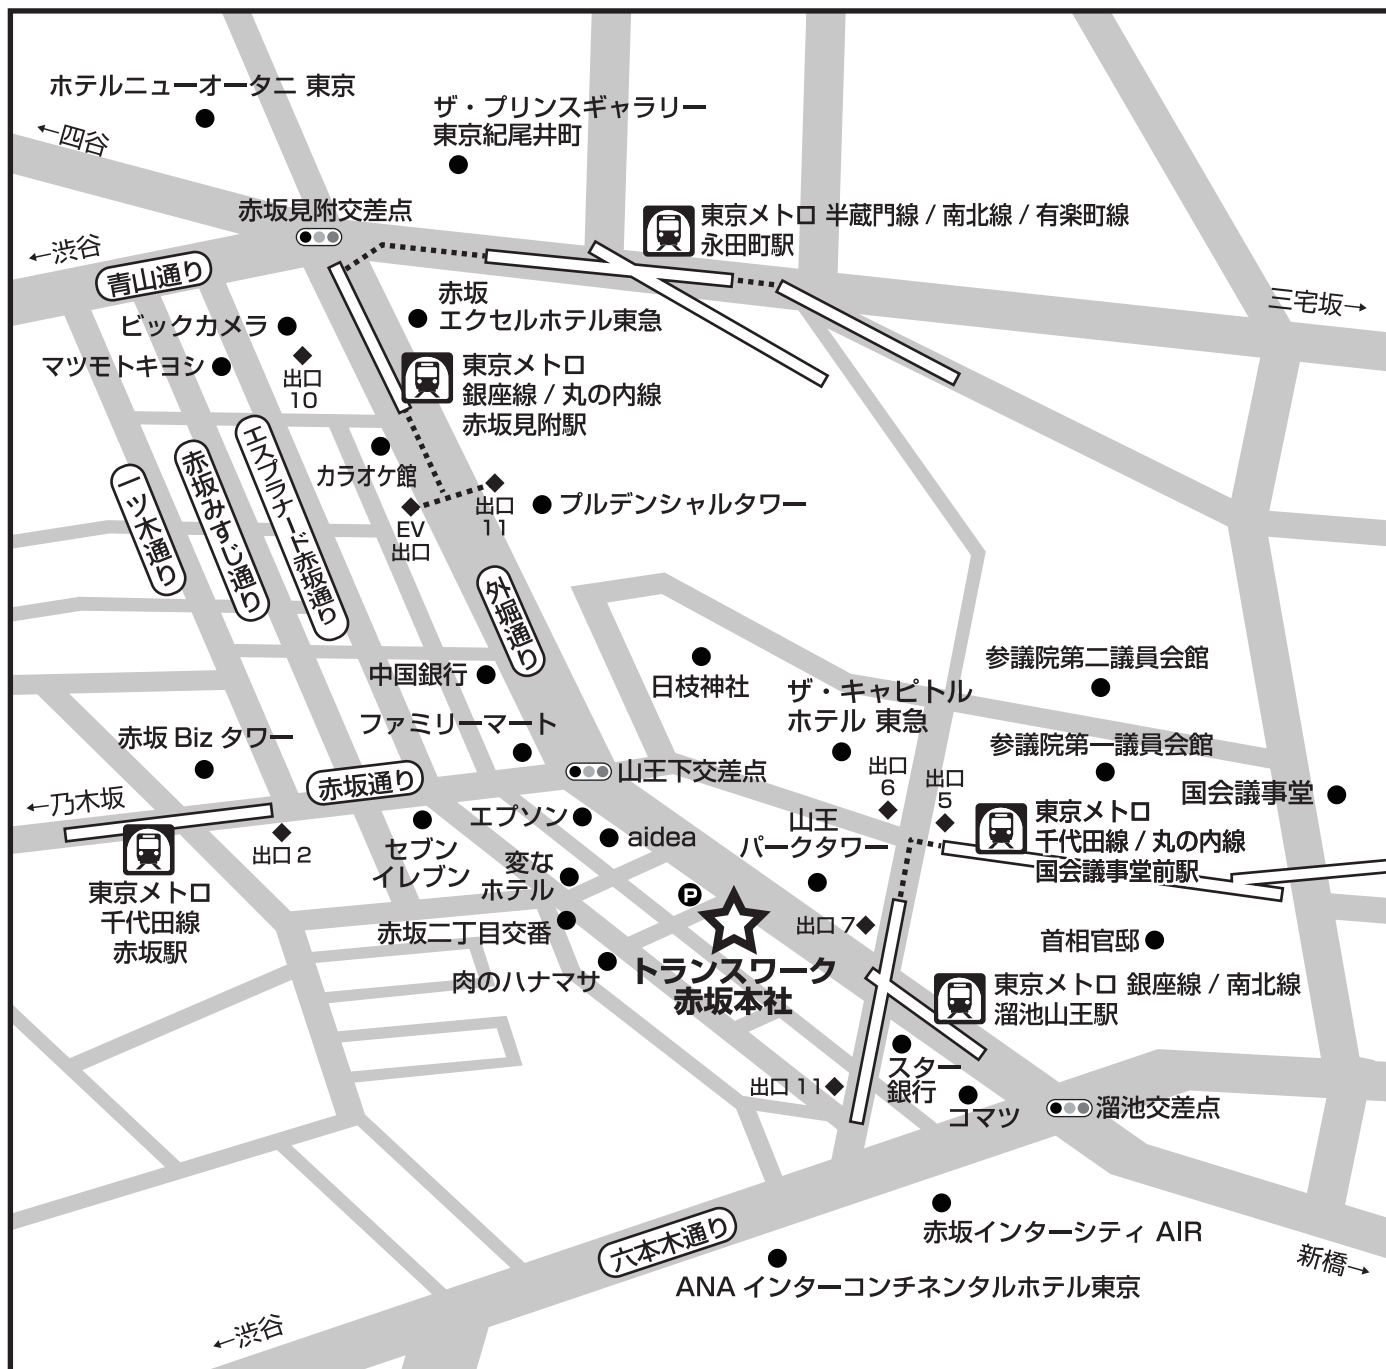 ホテルニューオータニ 東京
ザ・プリンスギャラリー
東京紀尾井町
←四谷
赤坂見附交差点
東京メトロ 半蔵門線 / 南北線 / 有楽町線
永田町駅
←渋谷
青山通り
三宅坂→
ビックカメラ
赤坂
エクセルホテル東急
マツモトキヨシ
出口
10
東京メトロ
銀座線 / 丸の内線
赤坂見附駅
カラオケ館
EV
出口
出口
11
プルデンシャルタワー
一ツ木通り
赤坂みすじ通り
エスプラナード赤坂通り
外堀通り
中国銀行
日枝神社
ザ・キャピトル
ホテル 東急
参議院第二議員会館
ファミリーマート
赤坂 Biz タワー
参議院第一議員会館
山王下交差点
出口
6
出口
5
国会議事堂
赤坂通り
←乃木坂
エプソン
aidea
山王
パークタワー
東京メトロ
千代田線 / 丸の内線
国会議事堂前駅
出口 2
セブン
イレブン
変な
ホテル
P
東京メトロ
千代田線
赤坂駅
赤坂二丁目交番
出口 7
首相官邸
肉のハナマサ
トランスワーク
赤坂本社
東京メトロ 銀座線 / 南北線
溜池山王駅
出口 11
スター
銀行
コマツ
溜池交差点
赤坂インターシティ AIR
六本木通り
ANA インターコンチネンタルホテル東京
新橋→
←渋谷